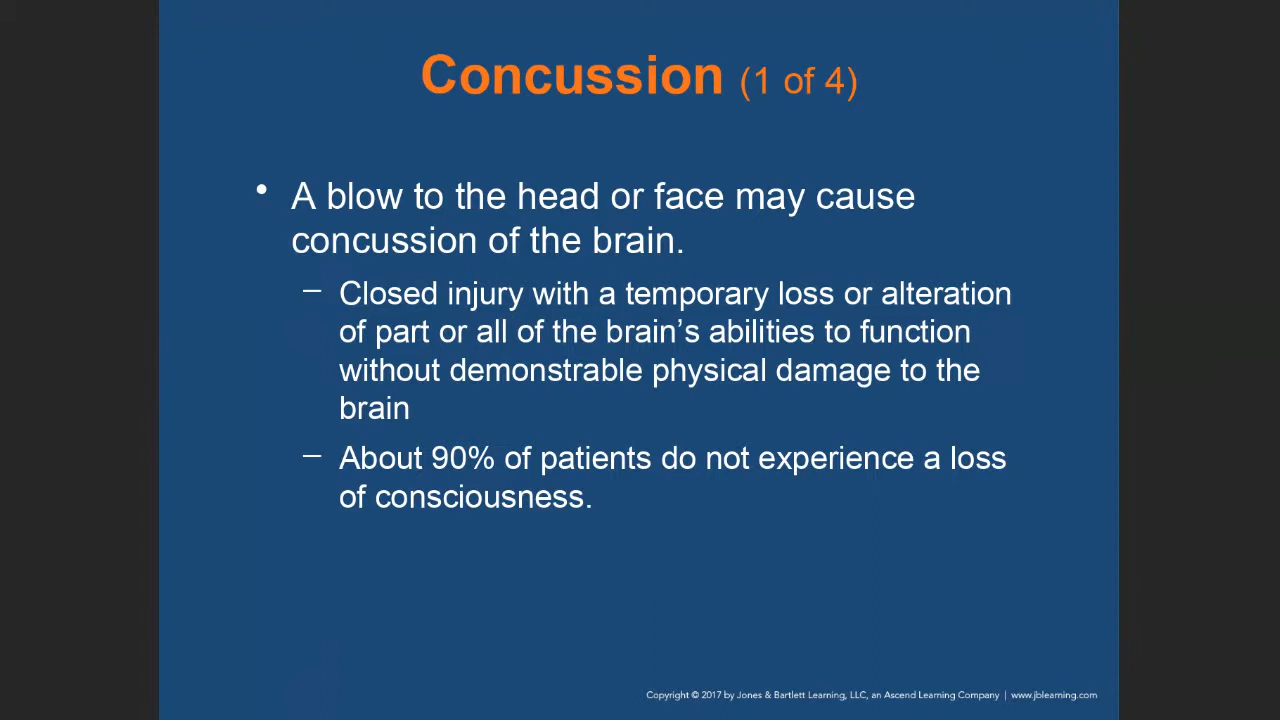 Concussion (1 of 4)
• A blow to the head or face may cause
concussion of the brain.
– Closed injury with a temporary loss or alteration
of part or all of the brain’s abilities to function
without demonstrable physical damage to the
brain
– About 90% of patients do not experience a loss
of consciousness.
Copyright © 2017 by Jones & Bartlett Learning, LLC, an Ascend Learning Company | www.jblearning.com